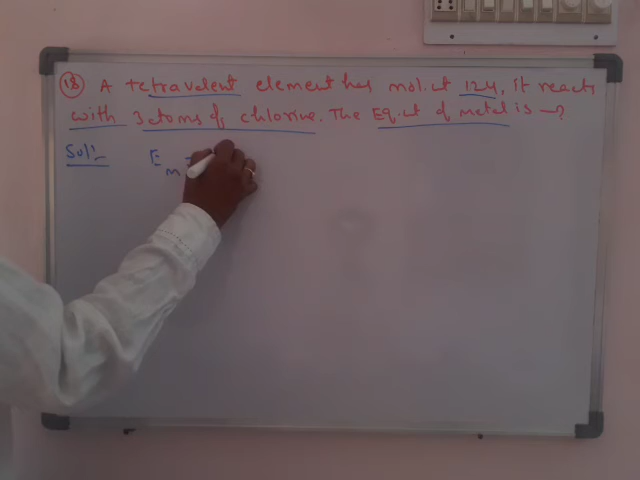 (18) A tetravalent element has mol.wt 124, it reacts
with 3 toms of chlorine. The Eq.wt of metal is —?
Sol:-
E M